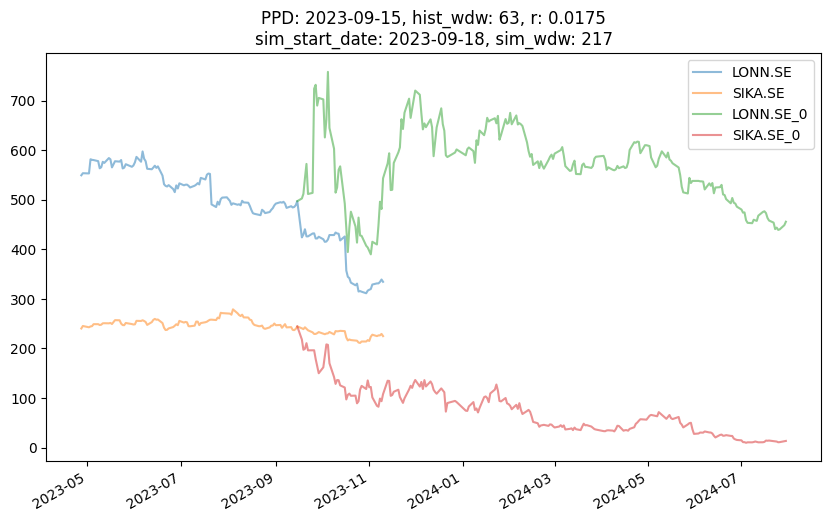 PPD: 2023-09-15, hist_wdw: 63, r: 0.0175
sim_start_date: 2023-09-18, sim_wdw: 217
LONN.SE
SIKA.SE
LONN.SE_0
SIKA.SE_0
700
600
500
400
300
200
100
0
2023-05
2023-07
2023-09
2023-11
2024-01
2024-03
2024-05
2024-07